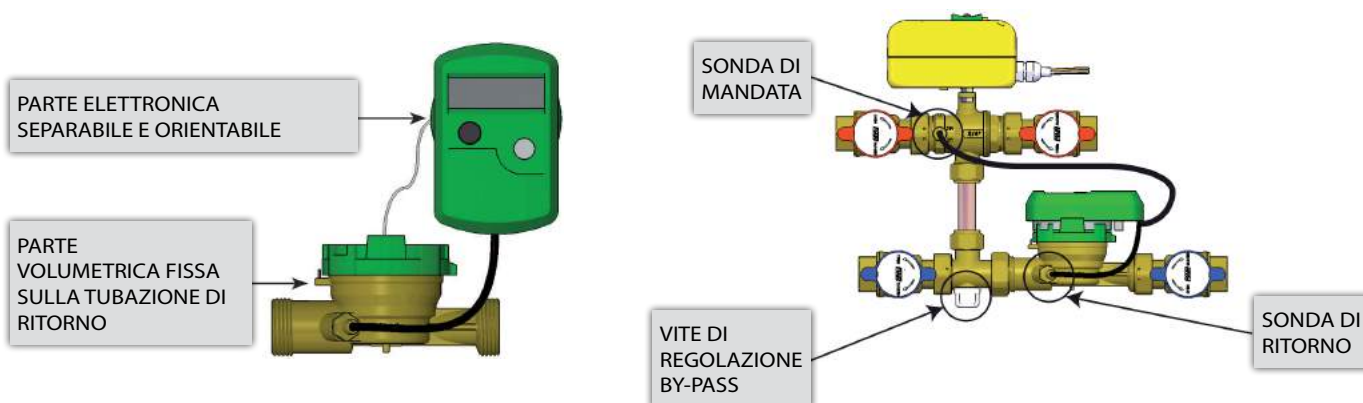 PARTE ELETTRONICA
SEPARABILE E ORIENTABILE
PARTE
VOLUMETRICA FISSA
SULLA TUBAZIONE DI
RITORNO
SONDA DI
MANDATA
VITE DI
REGOLAZIONE
BY-PASS
SONDA DI
RITORNO